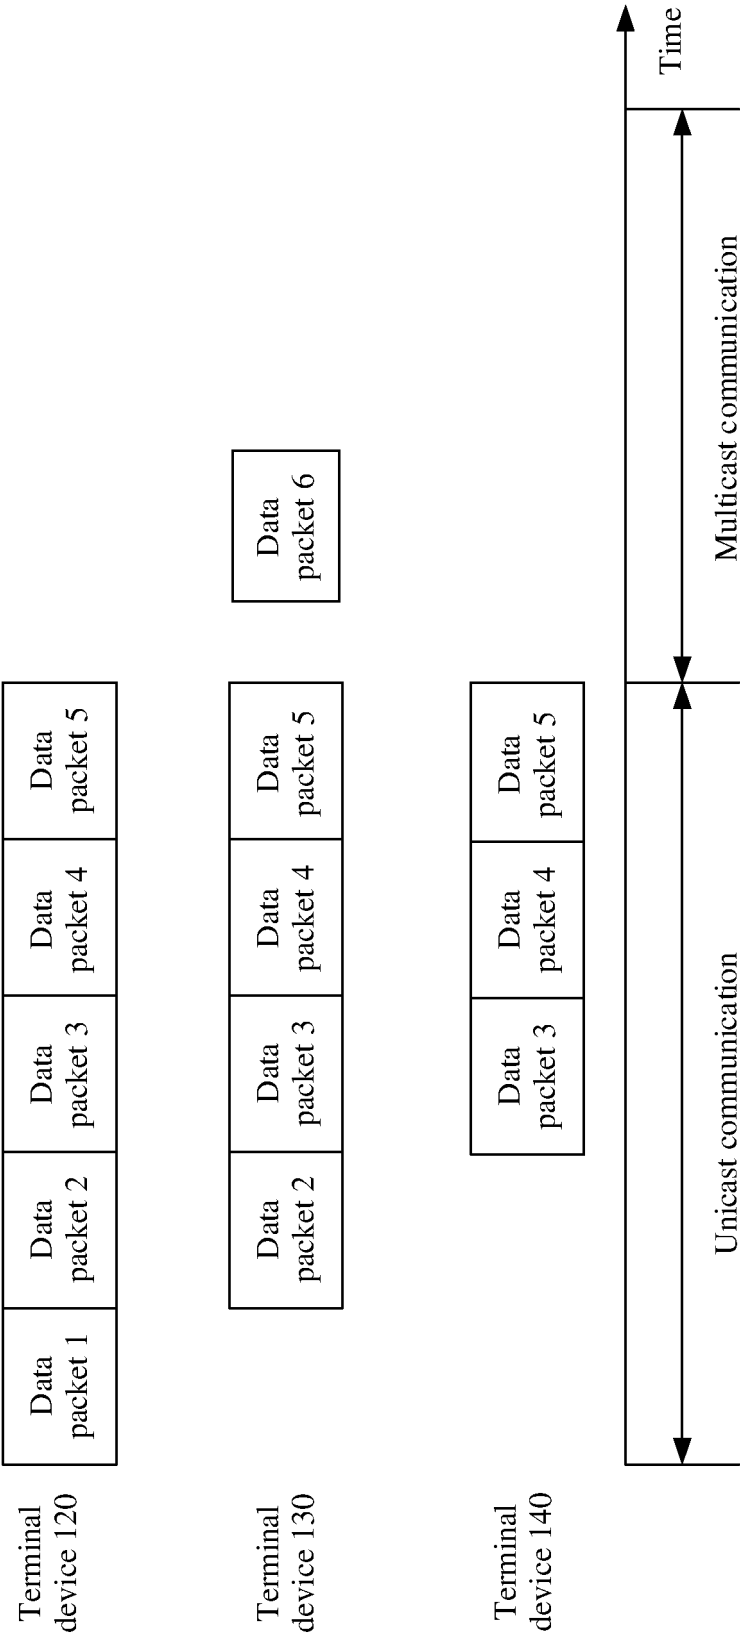 Terminal
device 120
Data
packet 1
Data
packet 2
Data
packet 3
Data
packet 4
Data
packet 5
Terminal
device 130
Data
packet 2
Data
packet 3
Data
packet 4
Data
packet 5
Data
packet 6
Terminal
device 140
Data
packet 3
Data
packet 4
Data
packet 5
Time
Unicast communication
Multicast communication